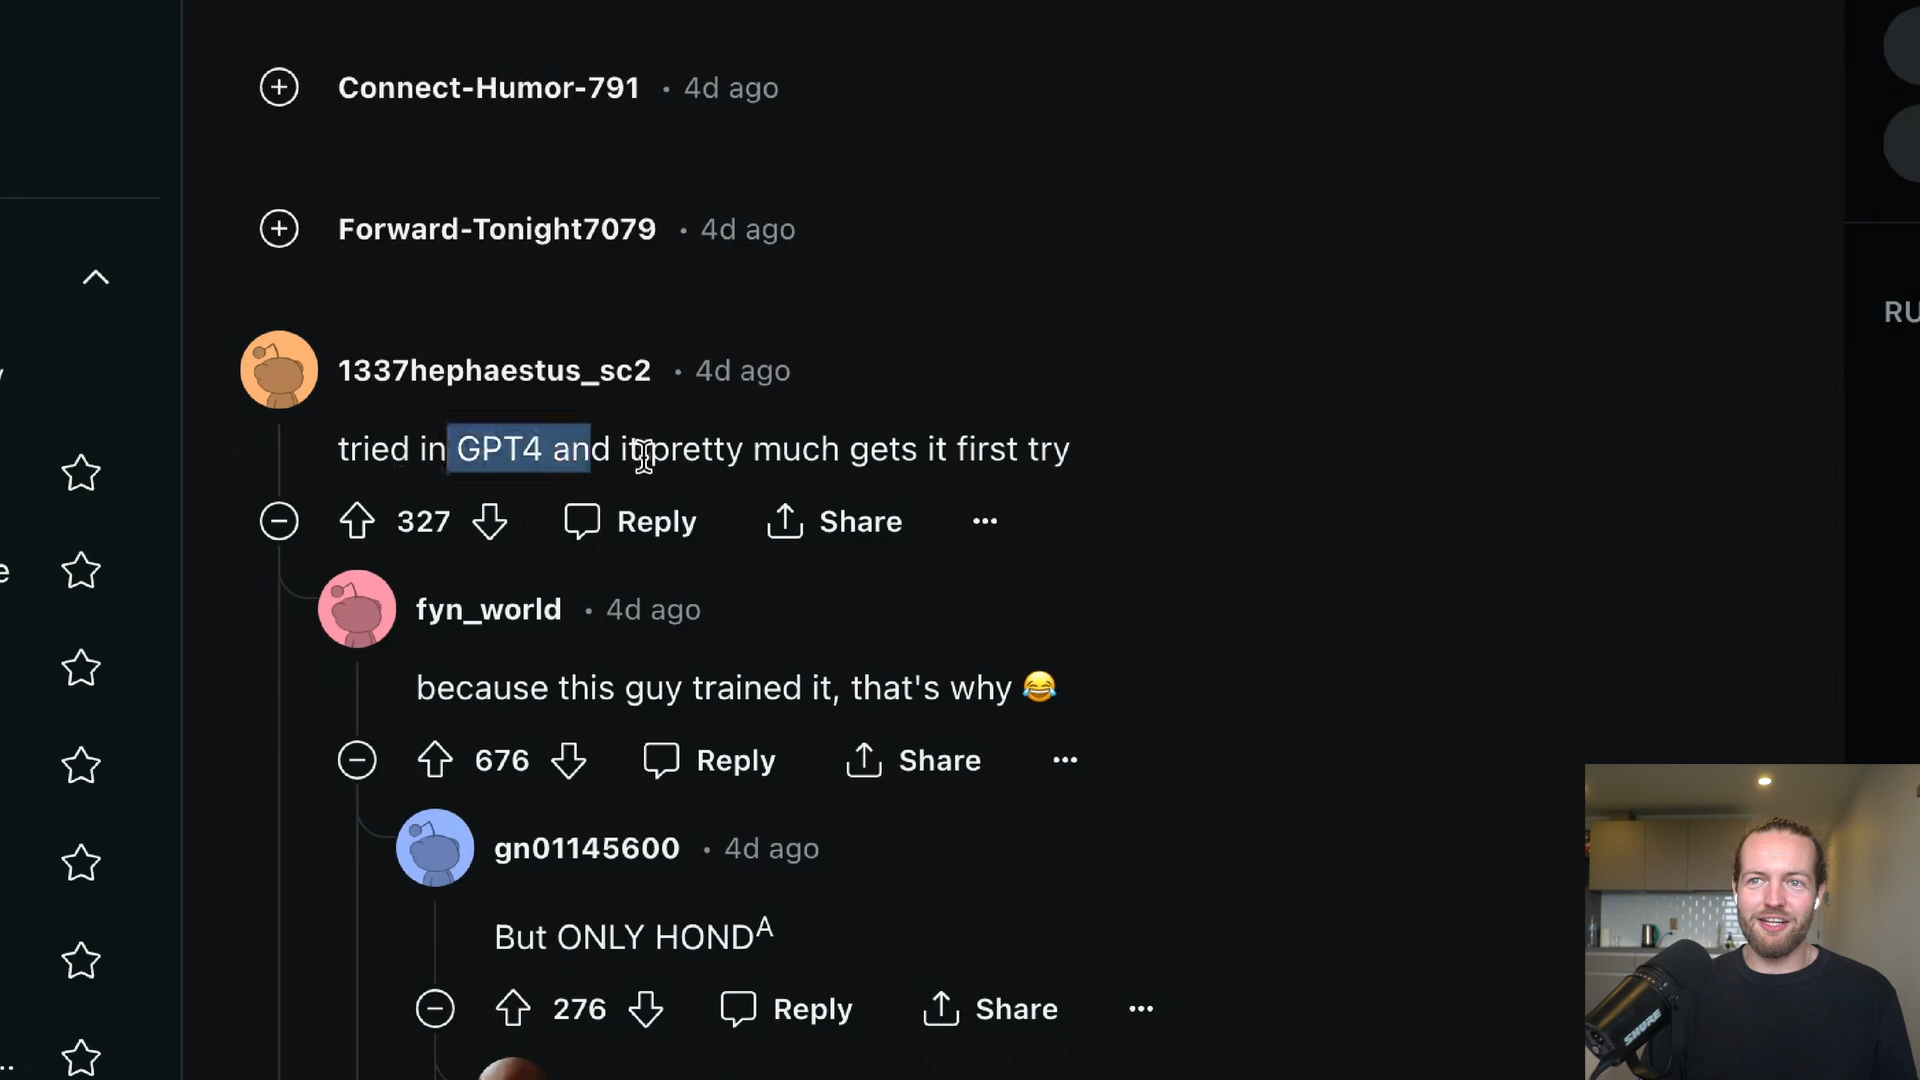 Connect-Humor-791 • 4d ago
Forward-Tonight7079 • 4d ago
RU
1337hephaestus_sc2 • 4d ago
tried in GPT4 and it pretty much gets it first try
327 Reply Share ...
e
fyn_world • 4d ago
because this guy trained it, that's why 😂
676 Reply Share ...
gn01145600 • 4d ago
But ONLY HONDᴬ
276 Reply Share ...
..
SHURE